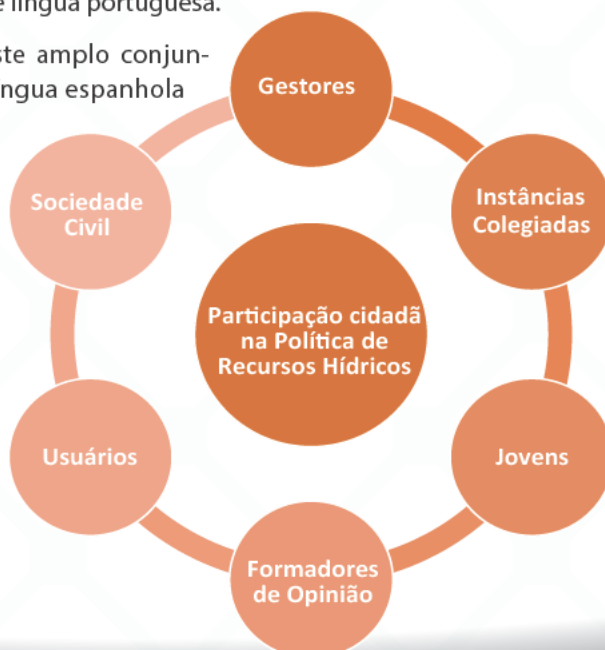 e língua portuguesa.
ste amplo conjun-
íngua espanhola
Gestores
Instâncias
Colegiadas
Jovens
Formadores
de Opinião
Usuários
Sociedade
Civil
Participação cidadã
na Política de
Recursos Hídricos